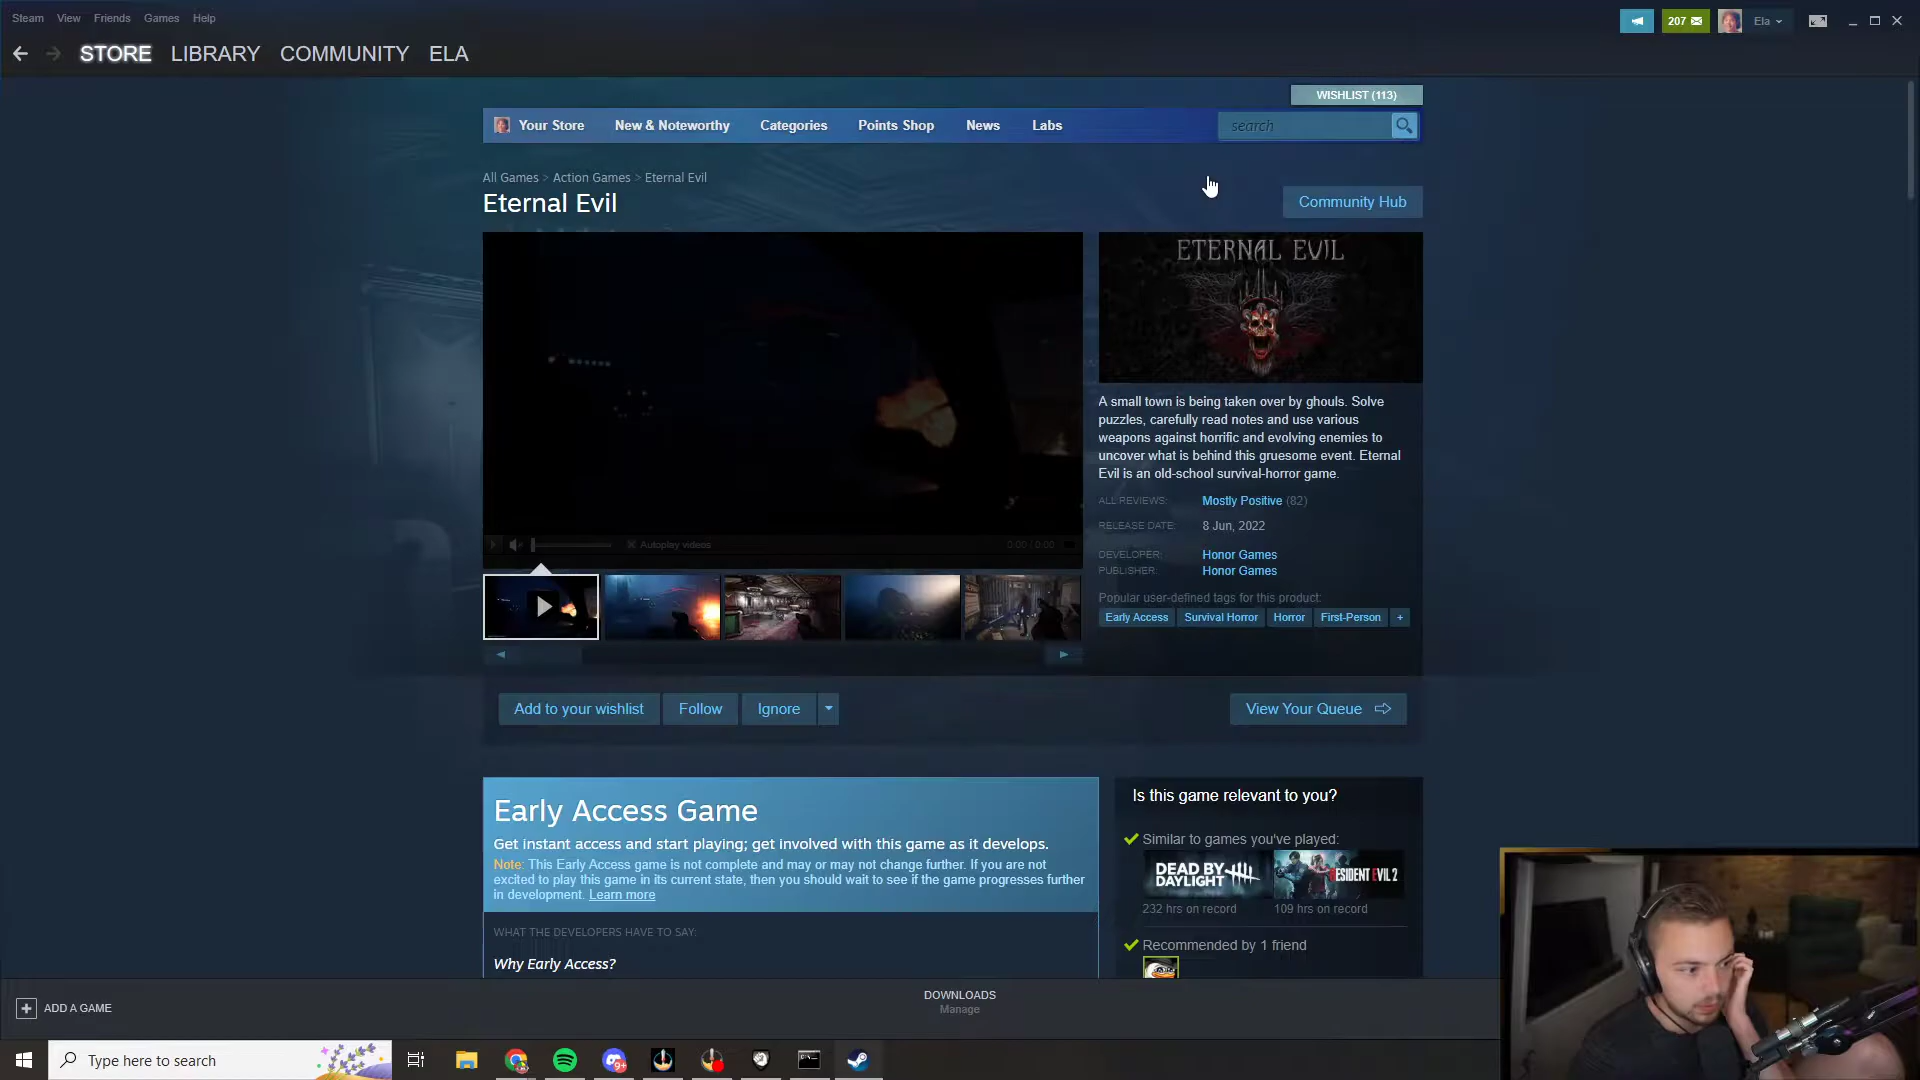 Steam View Friends Games Help
207
Ela
STORE LIBRARY COMMUNITY ELA
WISHLIST (113)
Your Store New & Noteworthy Categories Points Shop News Labs
search
All Games > Action Games > Eternal Evil
Eternal Evil
Community Hub
ETERNAL EVIL
A small town is being taken over by ghouls. Solve
puzzles, carefully read notes and use various
weapons against horrific and evolving enemies to
uncover what is behind this gruesome event. Eternal
Evil is an old-school survival-horror game.
ALL REVIEWS: Mostly Positive (82)
RELEASE DATE: 8 Jun, 2022
DEVELOPER: Honor Games
PUBLISHER: Honor Games
Autoplay videos 0:00 / 0:00
Popular user-defined tags for this product:
Early Access Survival Horror Horror First-Person +
Add to your wishlist Follow Ignore
View Your Queue
Early Access Game
Get instant access and start playing; get involved with this game as it develops.
Note: This Early Access game is not complete and may or may not change further. If you are not
excited to play this game in its current state, then you should wait to see if the game progresses further
in development. Learn more
WHAT THE DEVELOPERS HAVE TO SAY:
Why Early Access?
Is this game relevant to you?
Similar to games you've played:
DEAD BY
DAYLIGHT
RESIDENT EVIL 2
232 hrs on record 109 hrs on record
Recommended by 1 friend
ADD A GAME
DOWNLOADS
Manage
Type here to search
9+